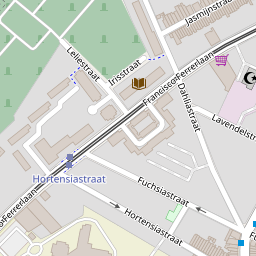 Jasmijnstraat
Leliestraat
Irisstraat
Francisco Ferrerlaan
Dahliastraat
Lavendelstr
Hortensiastraat
Fuchsiastraat
Ferrerlaan
Hortensiastraat